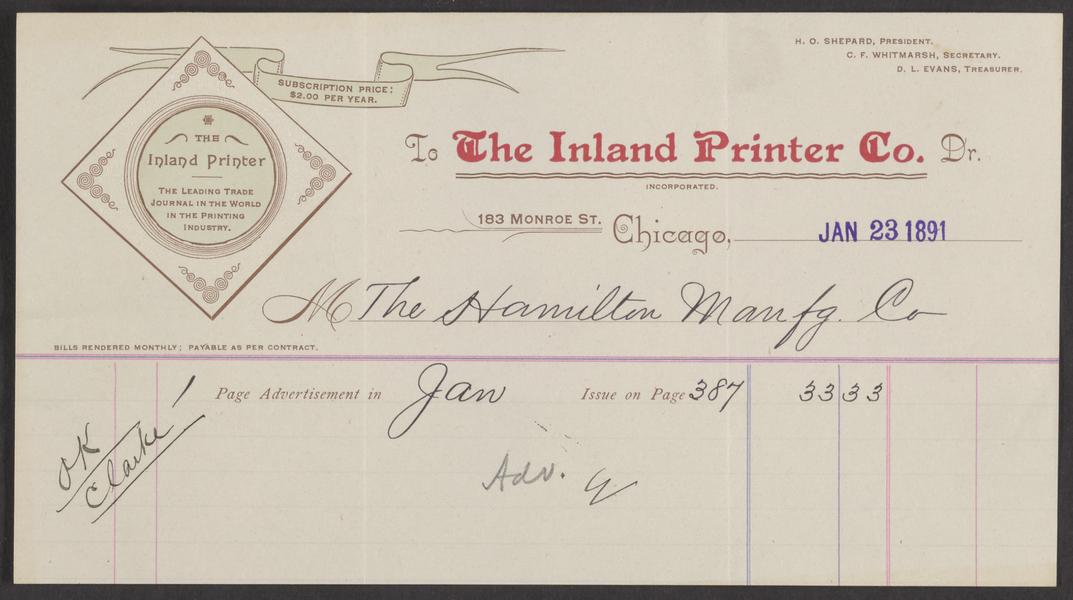 H. O. SHEPARD, PRESIDENT.
C. F. WHITMARSH, SECRETARY.
D. L. EVANS, TREASURER.
SUBSCRIPTION PRICE:
$2.00 PER YEAR.
THE
Inland Printer
THE LEADING TRADE
JOURNAL IN THE WORLD
IN THE PRINTING
INDUSTRY.
To The Inland Printer Co. Dr.
INCORPORATED.
183 MONROE ST. Chicago, JAN 23 1891
M The Hamilton Manfg. Co
BILLS RENDERED MONTHLY; PAYABLE AS PER CONTRACT.
1 Page Advertisement in Jan Issue on Page 387 33 33
OK
Clarke
Adv.